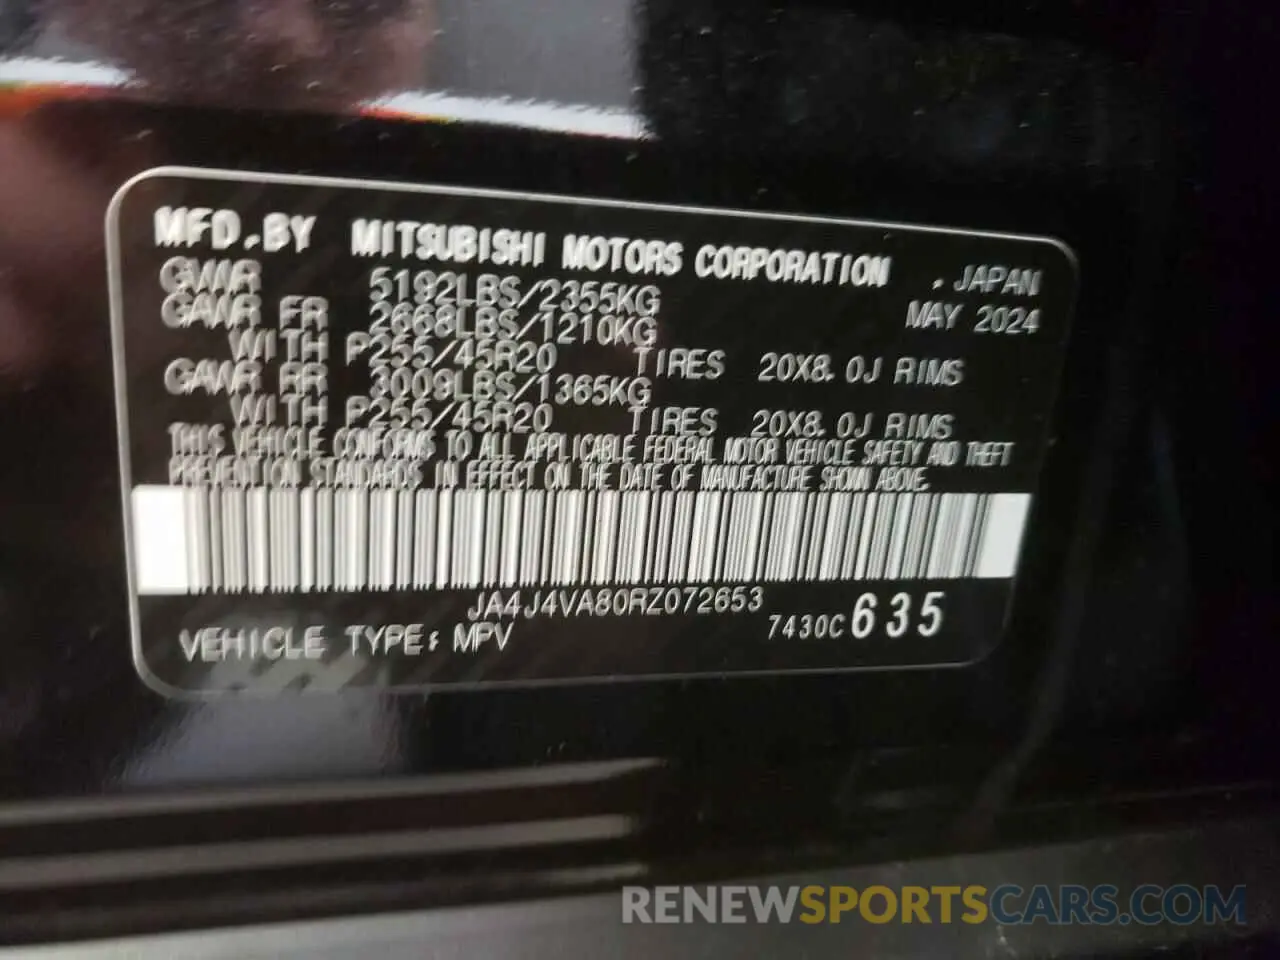 MFD.BY MITSUBISHI MOTORS CORPORATION . JAPAN
GVWR 5192LBS/2355KG MAY 2024
GAWR FR 2668LBS/1210KG
WITH P255/45R20 TIRES 20X8.0J RIMS
GAWR RR 3009LBS/1365KG
WITH P255/45R20 TIRES 20X8.0J RIMS
THIS VEHICLE CONFORMS TO ALL APPLICABLE FEDERAL MOTOR VEHICLE SAFETY AND THEFT
PREVENTION STANDARDS IN EFFECT ON THE DATE OF MANUFACTURE SHOWN ABOVE.
JA4J4VA80RZ072653
VEHICLE TYPE: MPV 7430C 635
RENEWSPORTSCARS.COM